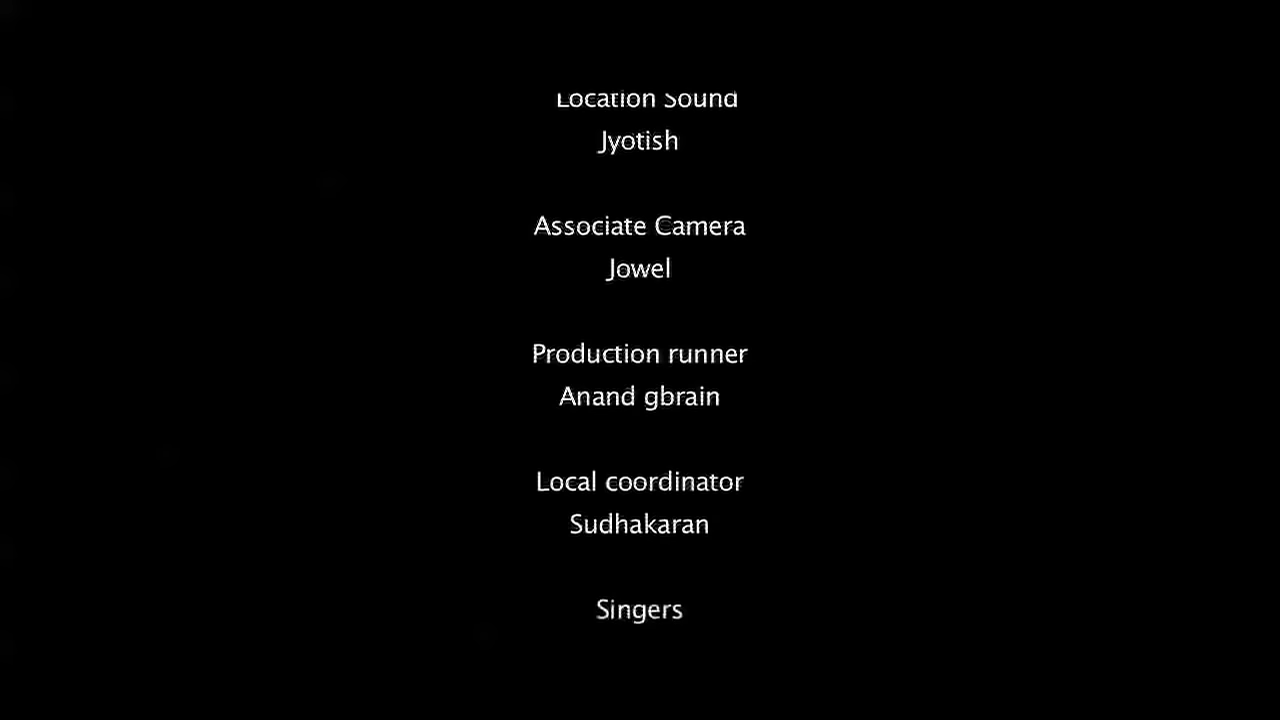 Location Sound
Jyotish
Associate Camera
Jowel
Production runner
Anand gbrain
Local coordinator
Sudhakaran
Singers